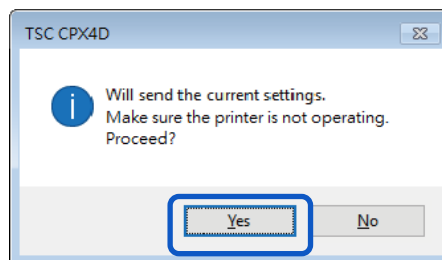 TSC CPX4D
Will send the current settings.
Make sure the printer is not operating.
Proceed?
Yes
No